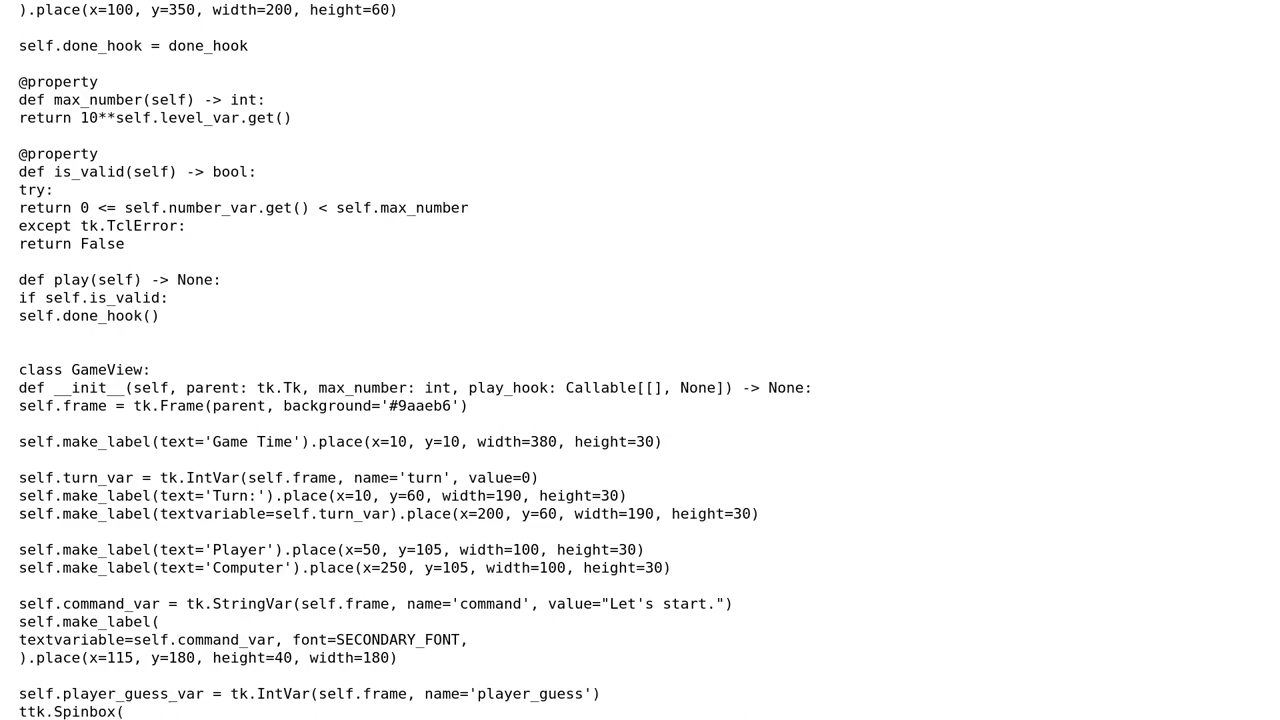 ).place(x=100, y=350, width=200, height=60)
self.done_hook = done_hook
@property
def max_number(self) -> int:
return 10**self.level_var.get()
@property
def is_valid(self) -> bool:
try:
return 0 <= self.number_var.get() < self.max_number
except tk.TclError:
return False
def play(self) -> None:
if self.is_valid:
self.done_hook()
class GameView:
def __init__(self, parent: tk.Tk, max_number: int, play_hook: Callable[[], None]) -> None:
self.frame = tk.Frame(parent, background='#9aaeb6')
self.make_label(text='Game Time').place(x=10, y=10, width=380, height=30)
self.turn_var = tk.IntVar(self.frame, name='turn', value=0)
self.make_label(text='Turn:').place(x=10, y=60, width=190, height=30)
self.make_label(textvariable=self.turn_var).place(x=200, y=60, width=190, height=30)
self.make_label(text='Player').place(x=50, y=105, width=100, height=30)
self.make_label(text='Computer').place(x=250, y=105, width=100, height=30)
self.command_var = tk.StringVar(self.frame, name='command', value="Let's start.")
self.make_label(
textvariable=self.command_var, font=SECONDARY_FONT,
).place(x=115, y=180, height=40, width=180)
self.player_guess_var = tk.IntVar(self.frame, name='player_guess')
ttk.Spinbox(